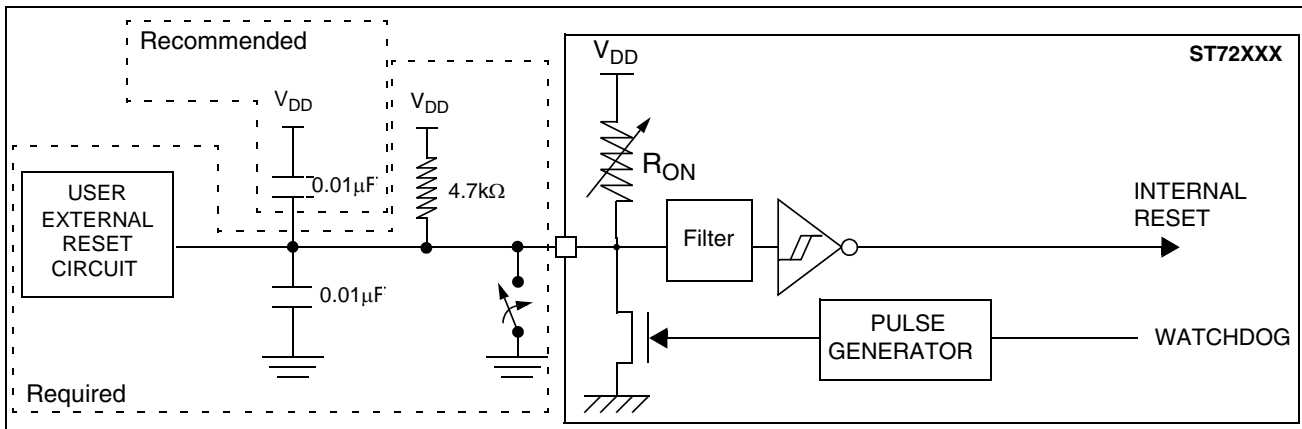 Recommended
VDD
0.01μF
USER
EXTERNAL
RESET
CIRCUIT
0.01μF
Required
VDD
4.7kΩ
ST72XXX
VDD
RON
Filter
INTERNAL
RESET
PULSE
GENERATOR
WATCHDOG